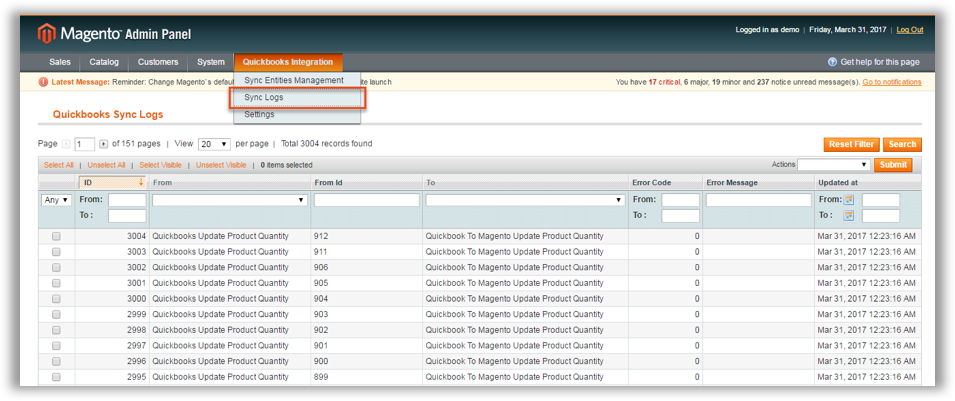 Magento Admin Panel
Logged in as demo | Friday, March 31, 2017 | Log Out
Sales Catalog Customers System Quickbooks Integration Get help for this page
Latest Message: Reminder: Change Magento`s defau te launch You have 17 critical, 6 major, 19 minor and 237 notice unread message(s). Go to notifications
Sync Entities Management
Sync Logs
Settings
Quickbooks Sync Logs
Page 1 of 151 pages | View 20 per page | Total 3004 records found Reset Filter Search
Select All | Unselect All | Select Visible | Unselect Visible | 0 items selected Actions Submit
ID From From Id To Error Code Error Message Updated at
Any From: From: From:
To : To : To :
3004 Quickbooks Update Product Quantity 912 Quickbook To Magento Update Product Quantity 0 Mar 31, 2017 12:23:16 AM
3003 Quickbooks Update Product Quantity 911 Quickbook To Magento Update Product Quantity 0 Mar 31, 2017 12:23:16 AM
3002 Quickbooks Update Product Quantity 906 Quickbook To Magento Update Product Quantity 0 Mar 31, 2017 12:23:16 AM
3001 Quickbooks Update Product Quantity 905 Quickbook To Magento Update Product Quantity 0 Mar 31, 2017 12:23:16 AM
3000 Quickbooks Update Product Quantity 904 Quickbook To Magento Update Product Quantity 0 Mar 31, 2017 12:23:16 AM
2999 Quickbooks Update Product Quantity 903 Quickbook To Magento Update Product Quantity 0 Mar 31, 2017 12:23:16 AM
2998 Quickbooks Update Product Quantity 902 Quickbook To Magento Update Product Quantity 0 Mar 31, 2017 12:23:16 AM
2997 Quickbooks Update Product Quantity 901 Quickbook To Magento Update Product Quantity 0 Mar 31, 2017 12:23:16 AM
2996 Quickbooks Update Product Quantity 900 Quickbook To Magento Update Product Quantity 0 Mar 31, 2017 12:23:16 AM
2995 Quickbooks Update Product Quantity 899 Quickbook To Magento Update Product Quantity 0 Mar 31, 2017 12:23:16 AM